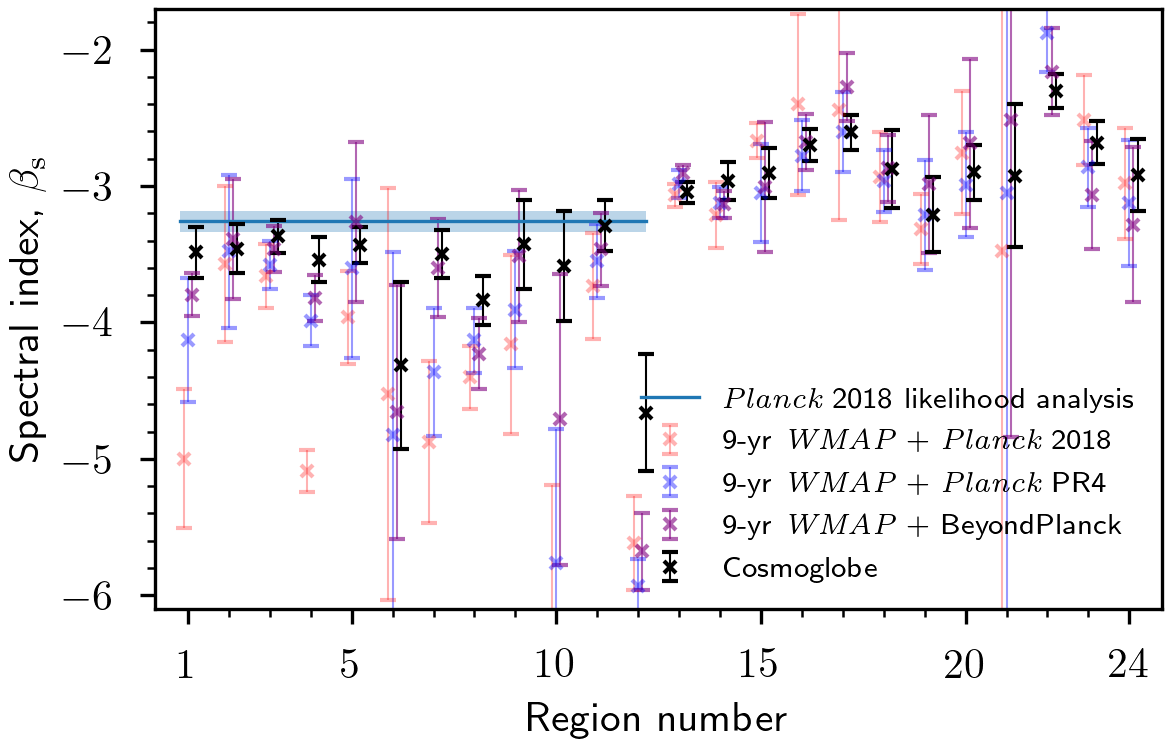 Spectral index, βs
−2
−3
−4
−5
−6
Planck 2018 likelihood analysis
9-yr WMAP + Planck 2018
9-yr WMAP + Planck PR4
9-yr WMAP + BeyondPlanck
Cosmoglobe
1 5 10 15 20 24
Region number